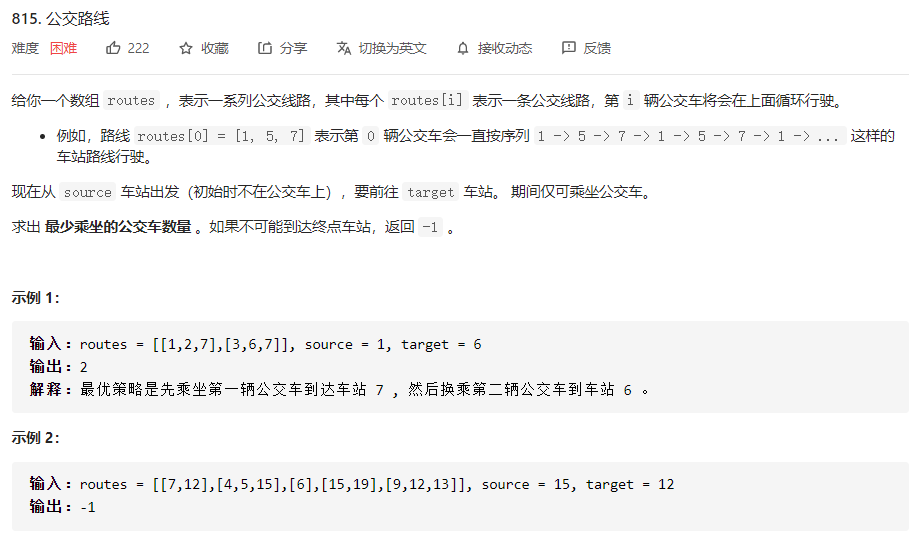 815. 公交路线
难度 困难 222 收藏 分享 切换为英文 接收动态 反馈
给你一个数组 routes ，表示一系列公交线路，其中每个 routes[i] 表示一条公交线路，第 i 辆公交车将会在上面循环行驶。
• 例如，路线 routes[0] = [1, 5, 7] 表示第 0 辆公交车会一直按序列 1 -> 5 -> 7 -> 1 -> 5 -> 7 -> 1 -> ... 这样的
车站路线行驶。
现在从 source 车站出发（初始时不在公交车上），要前往 target 车站。 期间仅可乘坐公交车。
求出 最少乘坐的公交车数量 。如果不可能到达终点车站，返回 -1 。
示例 1：
输入：routes = [[1,2,7],[3,6,7]], source = 1, target = 6
输出：2
解释：最优策略是先乘坐第一辆公交车到达车站 7 , 然后换乘第二辆公交车到车站 6 。
示例 2：
输入：routes = [[7,12],[4,5,15],[6],[15,19],[9,12,13]], source = 15, target = 12
输出：-1